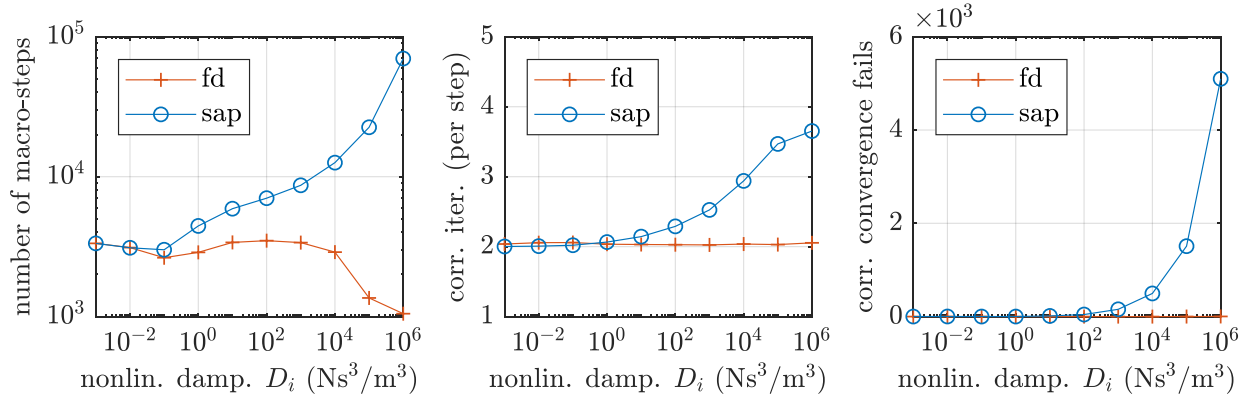 number of macro-steps
10^5
10^4
10^3
fd
sap
10^-2 10^0 10^2 10^4 10^6
nonlin. damp. D_i (Ns^3/m^3)
corr. iter. (per step)
5
4
3
2
1
fd
sap
10^-2 10^0 10^2 10^4 10^6
nonlin. damp. D_i (Ns^3/m^3)
corr. convergence fails
×10^3
6
4
2
0
fd
sap
10^-2 10^0 10^2 10^4 10^6
nonlin. damp. D_i (Ns^3/m^3)